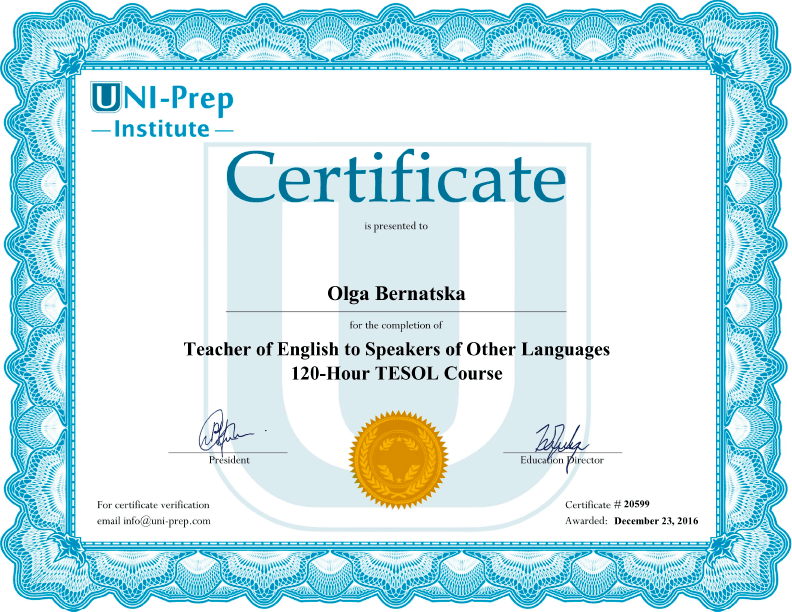 UNI-Prep
Institute
Certificate
is presented to
Olga Bernatska
for the completion of
Teacher of English to Speakers of Other Languages
120-Hour TESOL Course
President
Education Director
For certificate verification
email info@uni-prep.com
Certificate # 20599
Awarded: December 23, 2016